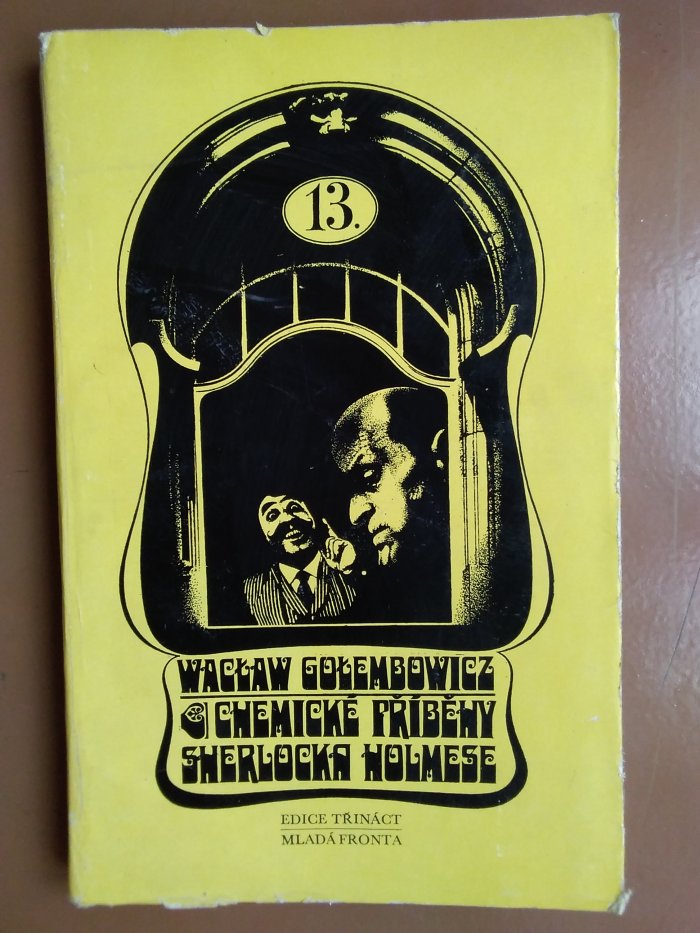 13.
WACŁAW GOŁEMBOWICZ
CHEMICKÉ PŘÍBĚHY
SHERLOCKA HOLMESE
EDICE TŘINÁCT
MLADÁ FRONTA